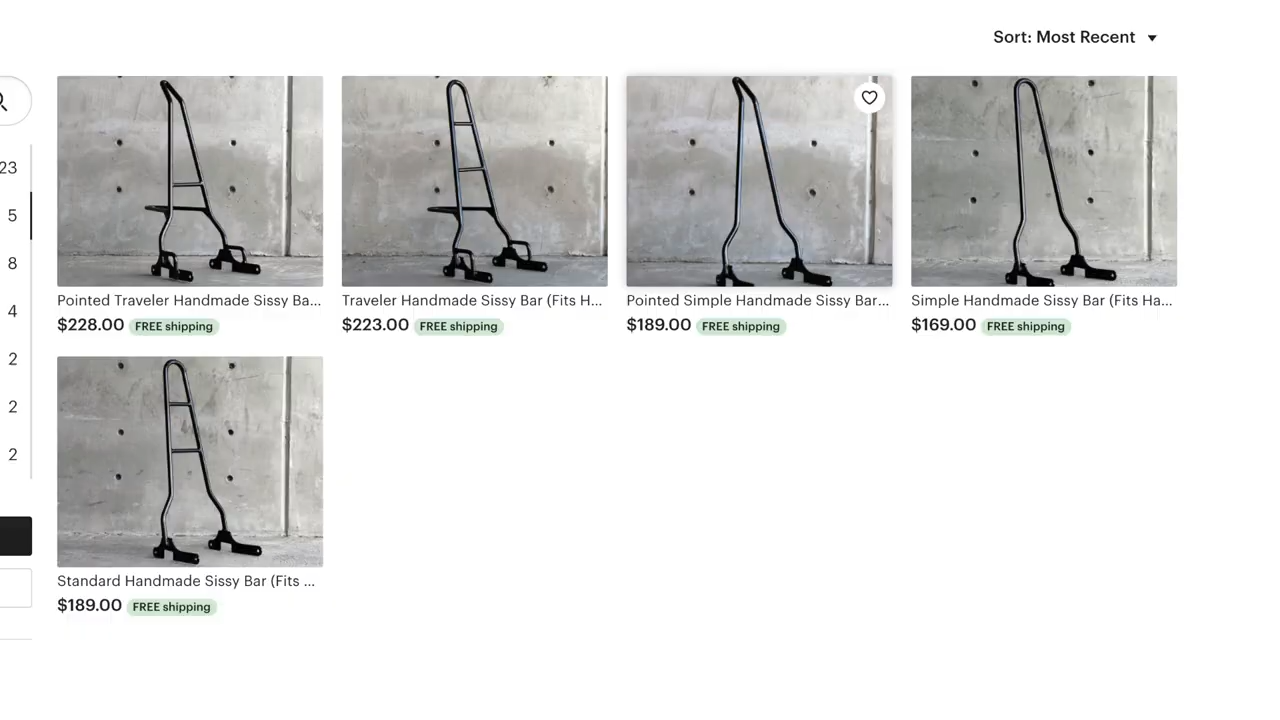 Sort: Most Recent
23
5
8
4
2
2
2
Pointed Traveler Handmade Sissy Ba...
$228.00 FREE shipping
Traveler Handmade Sissy Bar (Fits H...
$223.00 FREE shipping
Pointed Simple Handmade Sissy Bar...
$189.00 FREE shipping
Simple Handmade Sissy Bar (Fits Ha...
$169.00 FREE shipping
Standard Handmade Sissy Bar (Fits ...
$189.00 FREE shipping